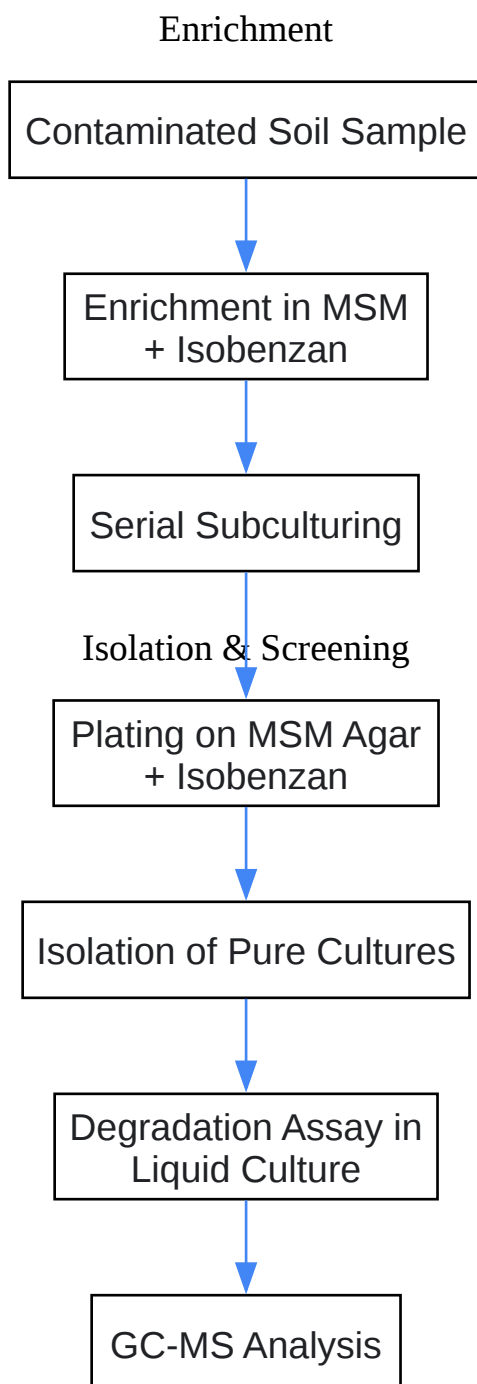 Enrichment
Contaminated Soil Sample
Enrichment in MSM
+ Isobenzan
Serial Subculturing
Isolation & Screening
Plating on MSM Agar
+ Isobenzan
Isolation of Pure Cultures
Degradation Assay in
Liquid Culture
GC-MS Analysis